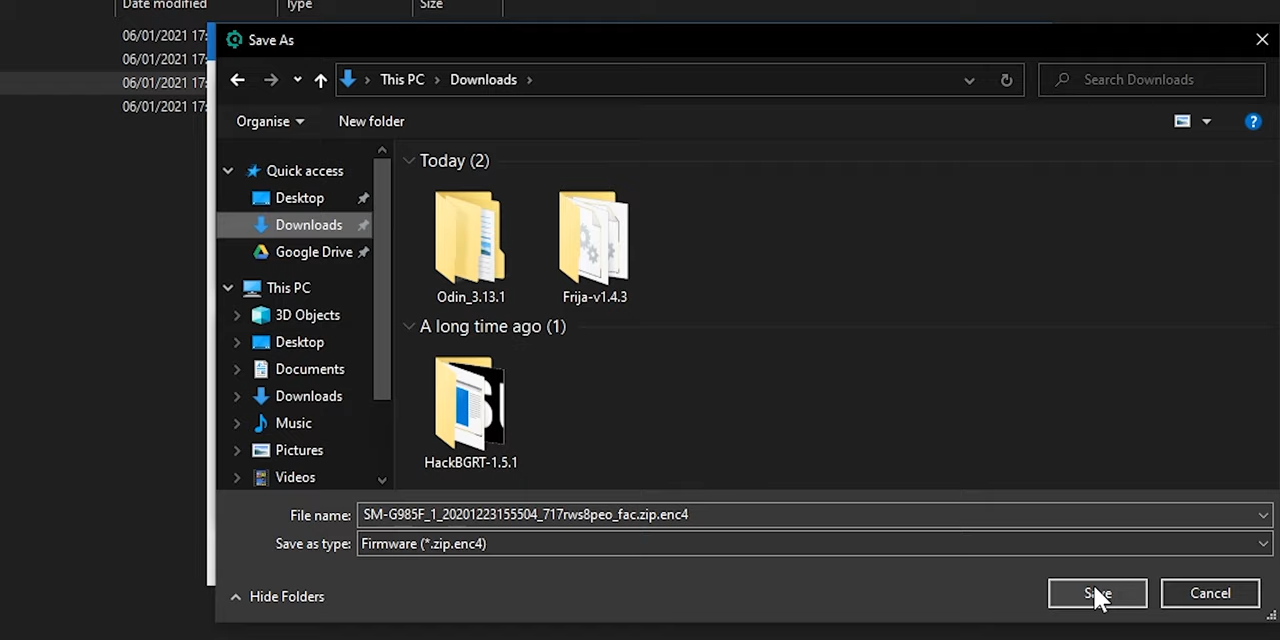 Date modified Type Size
06/01/2021 17:
06/01/2021 17:
06/01/2021 17:
06/01/2021 17:
Save As
This PC > Downloads >
Search Downloads
Organise New folder
Quick access
Desktop
Downloads
Google Drive
This PC
3D Objects
Desktop
Documents
Downloads
Music
Pictures
Videos
Today (2)
Odin_3.13.1 Frija-v1.4.3
A long time ago (1)
HackBGRT-1.5.1
File name: SM-G985F_1_20201223155504_717rws8peo_fac.zip.enc4
Save as type: Firmware (*.zip.enc4)
Hide Folders
Save Cancel